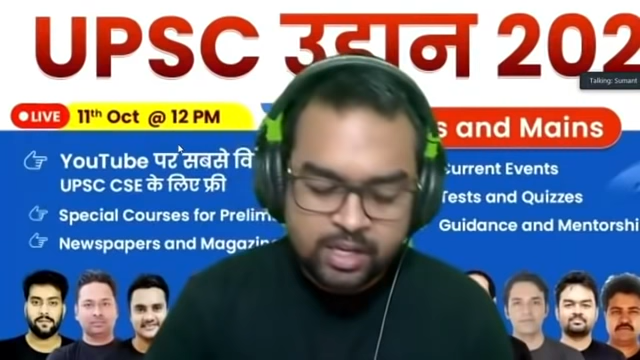 UPSC उड़ान 202
Talking: Sumant
LIVE 11th Oct @ 12 PM
s and Mains
YouTube पर सबसे
UPSC CSE के लिए फ्री
Special Courses for Prelim
Newspapers and Magazin
Current Events
Tests and Quizzes
Guidance and Mentorshi